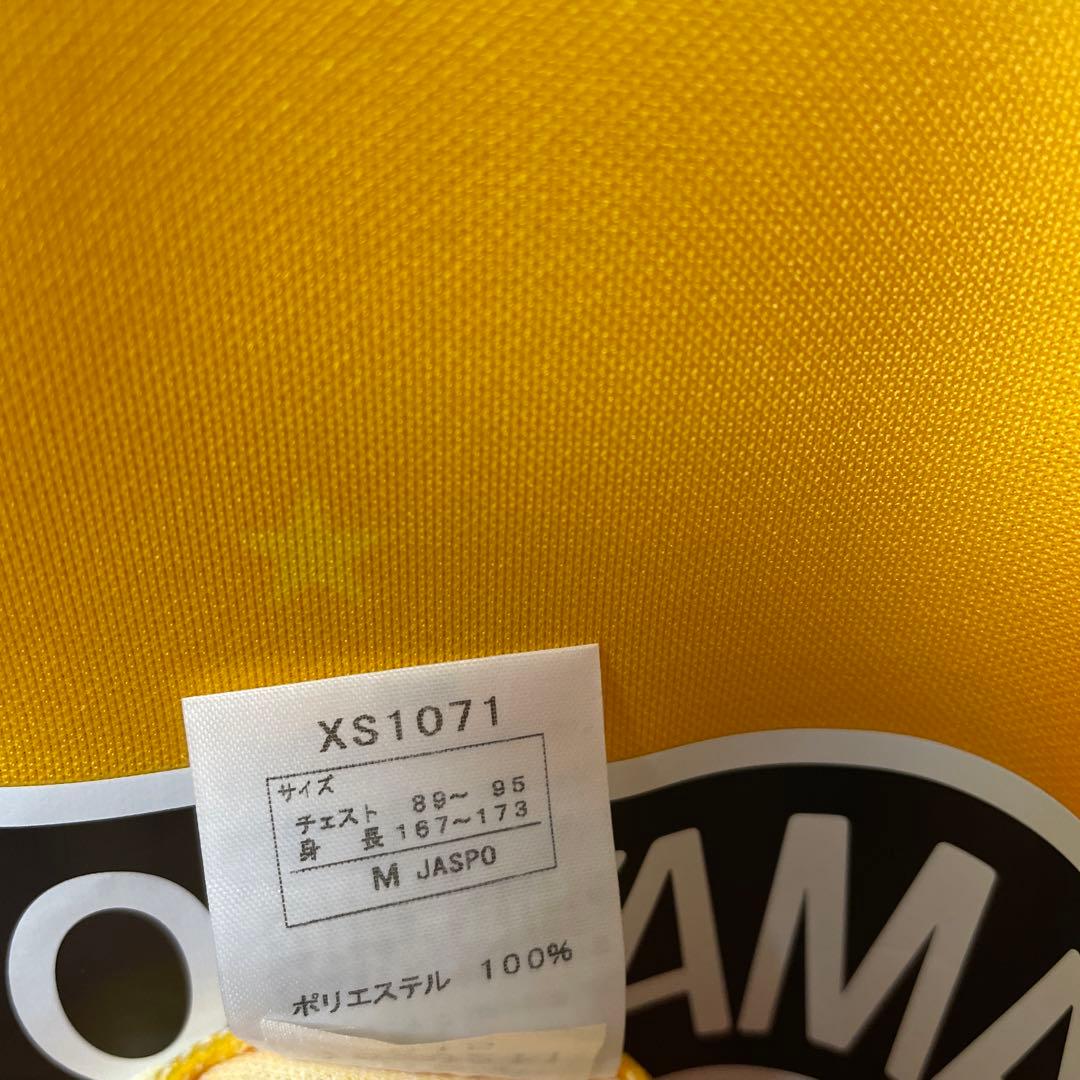 XS1071
サイズ
チェスト 89〜 95
身 長 167〜173
M JASPO
ポリエステル 100%
O
YAMA